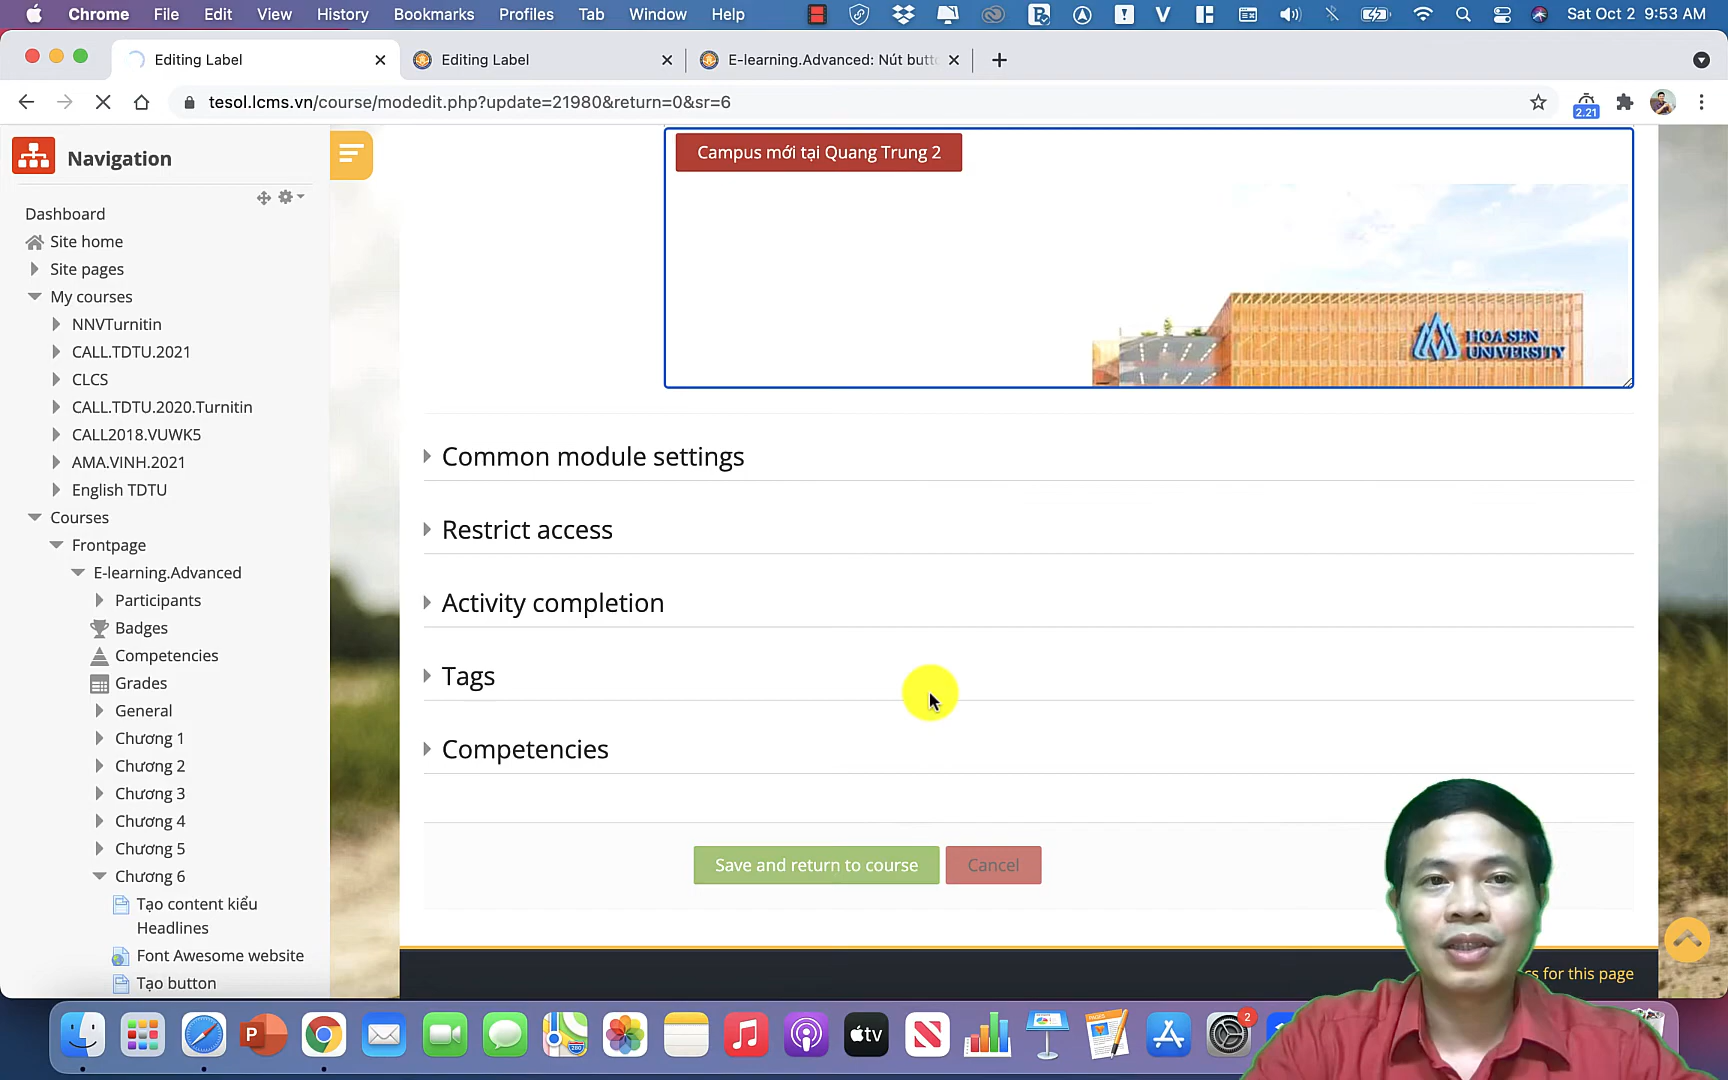 Chrome File Edit View History Bookmarks Profiles Tab Window Help Sat Oct 2 9:53 AM
Editing Label
Editing Label
E-learning.Advanced: Nút butt
tesol.lcms.vn/course/modedit.php?update=21980&return=0&sr=6
2.21
Navigation
Dashboard
Site home
Site pages
My courses
NNVTurnitin
CALL.TDTU.2021
CLCS
CALL.TDTU.2020.Turnitin
CALL2018.VUWK5
AMA.VINH.2021
English TDTU
Courses
Frontpage
E-learning.Advanced
Participants
Badges
Competencies
Grades
General
Chương 1
Chương 2
Chương 3
Chương 4
Chương 5
Chương 6
Tạo content kiểu
Headlines
Font Awesome website
Tạo button
Campus mới tại Quang Trung 2
HOA SEN
UNIVERSITY
Common module settings
Restrict access
Activity completion
Tags
Competencies
Save and return to course
Cancel
cs for this page
P
280
tv
PAGES
2